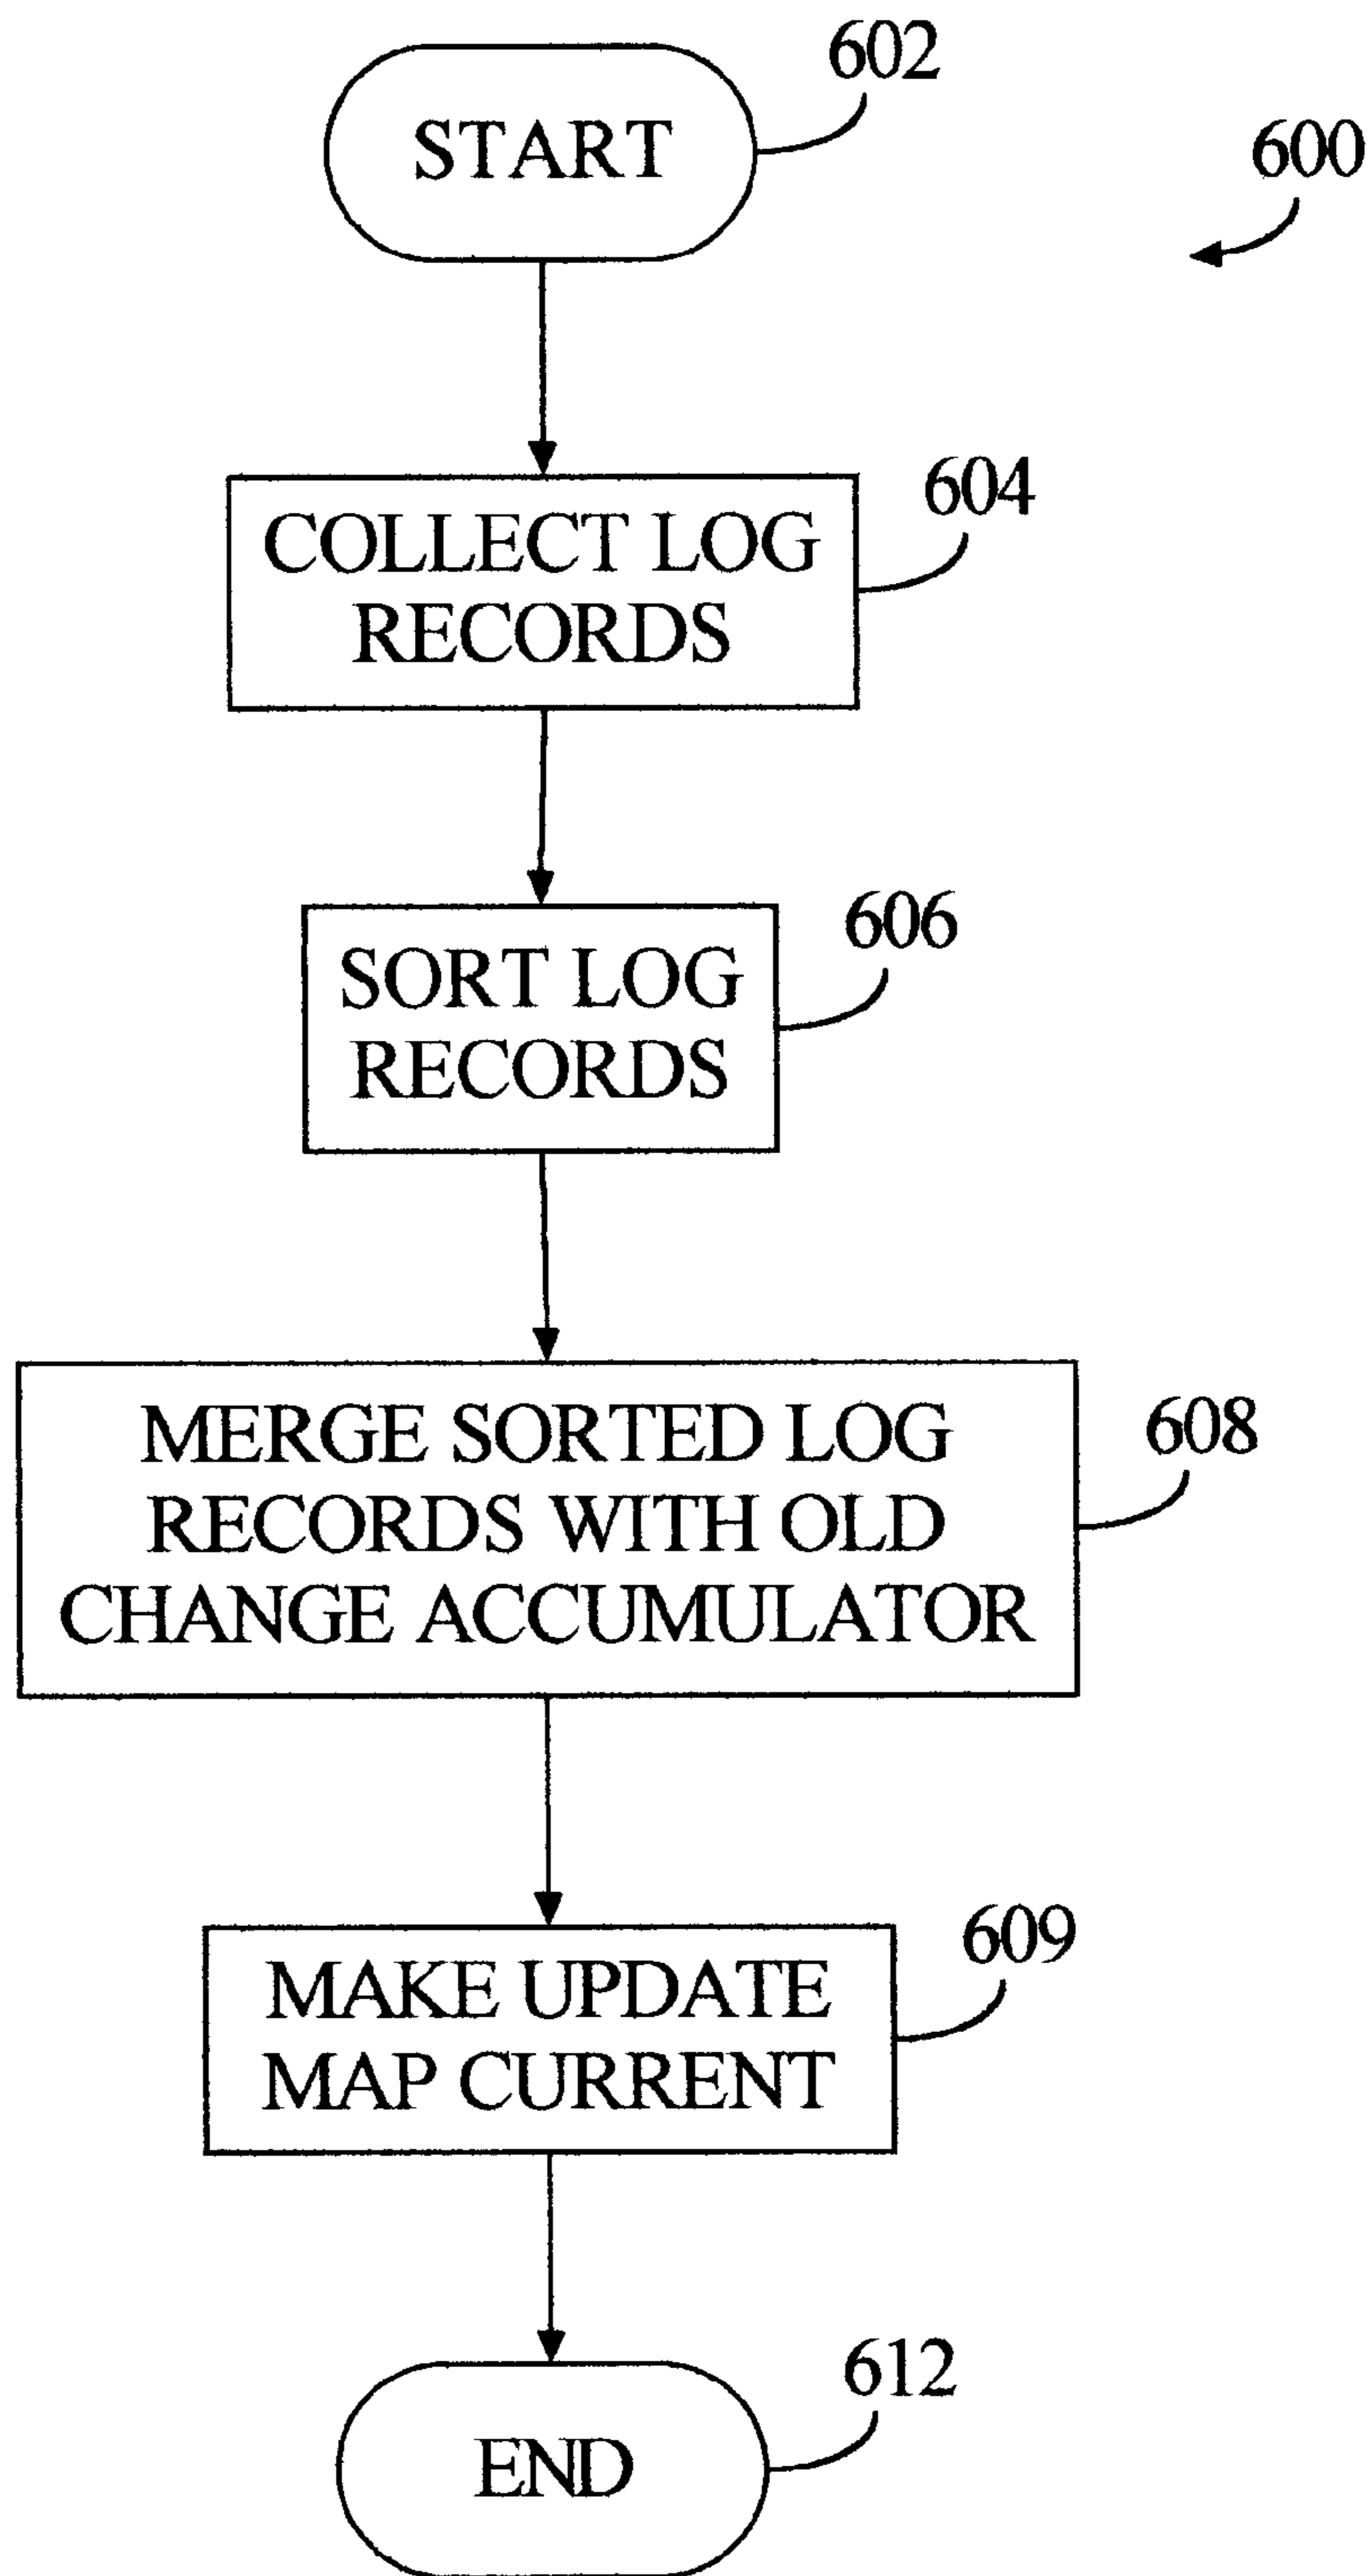 602
START
600
604
COLLECT LOG
RECORDS
606
SORT LOG
RECORDS
608
MERGE SORTED LOG
RECORDS WITH OLD
CHANGE ACCUMULATOR
609
MAKE UPDATE
MAP CURRENT
612
END